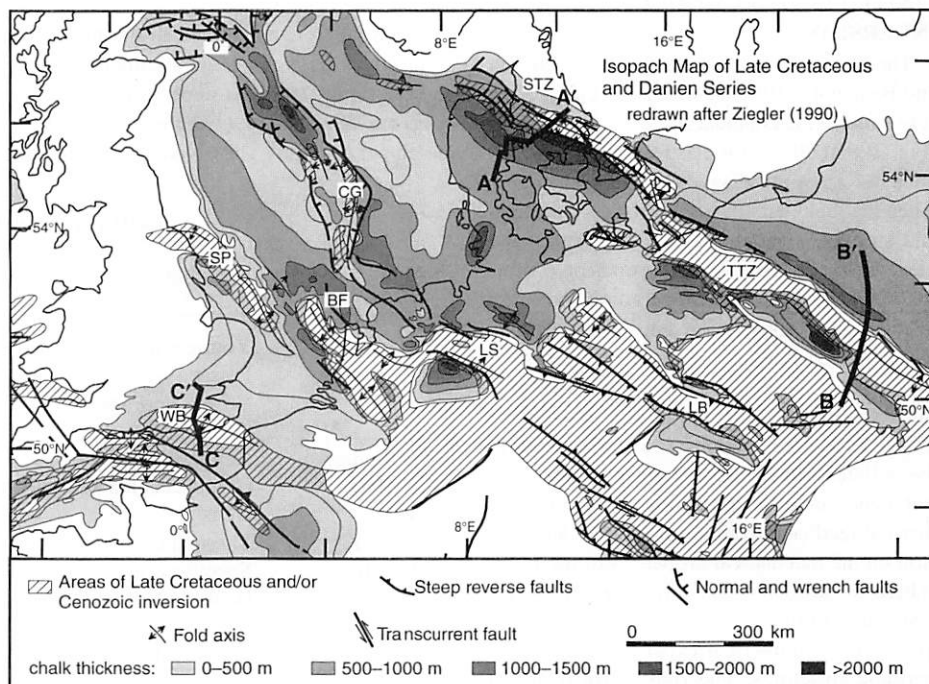 0°
8°E
16°E
Isopach Map of Late Cretaceous
and Danien Series
redrawn after Ziegler (1990)
STZ
A'
A
54°N
54°N
CG
SP
BF
TTZ
B'
LS
C'
WB
C
LB
B
50°N
50°N
0°
8°E
16°E
Areas of Late Cretaceous and/or
Cenozoic inversion
Steep reverse faults
Normal and wrench faults
Fold axis
Transcurrent fault
0 300
km
chalk thickness: 0–500 m 500–1000 m 1000–1500 m 1500–2000 m >2000 m